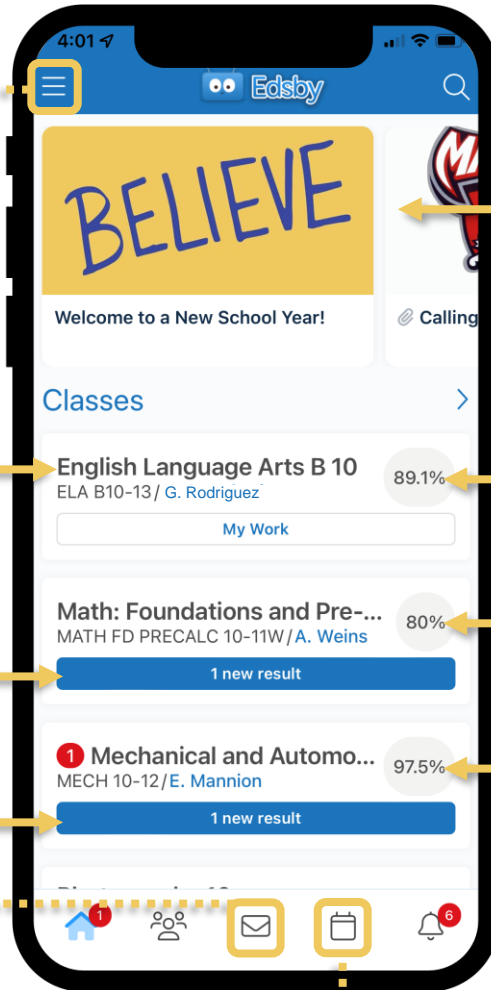 4:01
Edsby
BELIEVE
Welcome to a New School Year!
Calling
Classes
English Language Arts B 10
89.1%
ELA B10-13/ G. Rodriguez
My Work
Math: Foundations and Pre-...
80%
MATH FD PRECALC 10-11W/A. Weins
1 new result
1 Mechanical and Automo...
97.5%
MECH 10-12/E. Mannion
1 new result
1
6